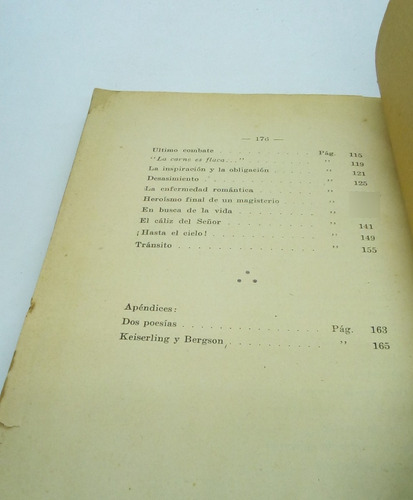 — 176 —
Ultimo combate . . . . . . . . . . . Pág. 115
"La carne es flaca..." . . . . . . . . " 119
La inspiración y la obligación . . . . . " 121
Desasimiento . . . . . . . . . . . . " 125
La enfermedad romántica . . . . . . . "
Heroísmo final de un magisterio . . . . "
En busca de la vida . . . . . . . . . "
El cáliz del Señor . . . . . . . . . . " 141
¡Hasta el cielo! . . . . . . . . . . . " 149
Tránsito . . . . . . . . . . . . . . " 155
* * *
Apéndices:
Dos poesías . . . . . . . . . . . . Pág. 163
Keiserling y Bergson . . . . . . . . . " 165